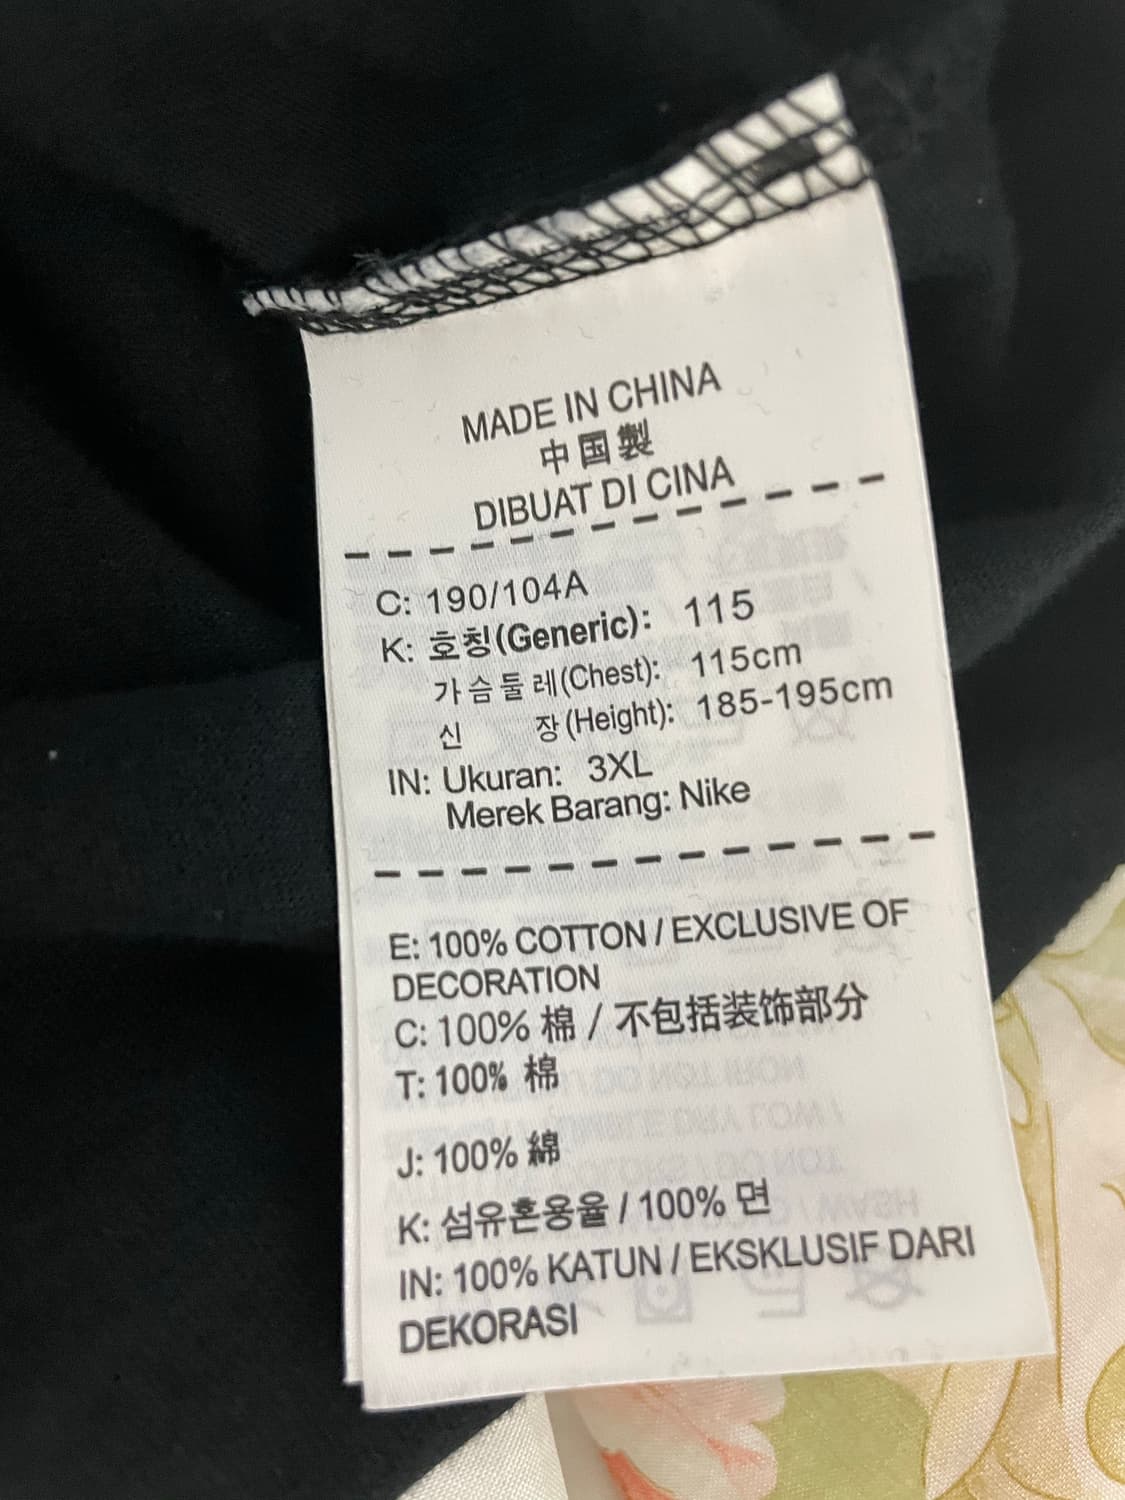 MADE IN CHINA
中国製
DIBUAT DI CINA
C: 190/104A
K: 호칭(Generic): 115
가슴둘레(Chest): 115cm
신 장(Height): 185-195cm
IN: Ukuran: 3XL
Merek Barang: Nike
E: 100% COTTON / EXCLUSIVE OF
DECORATION
C: 100% 棉 / 不包括装饰部分
T: 100% 棉
J: 100% 綿
K: 섬유혼용율 / 100% 면
IN: 100% KATUN / EKSKLUSIF DARI
DEKORASI